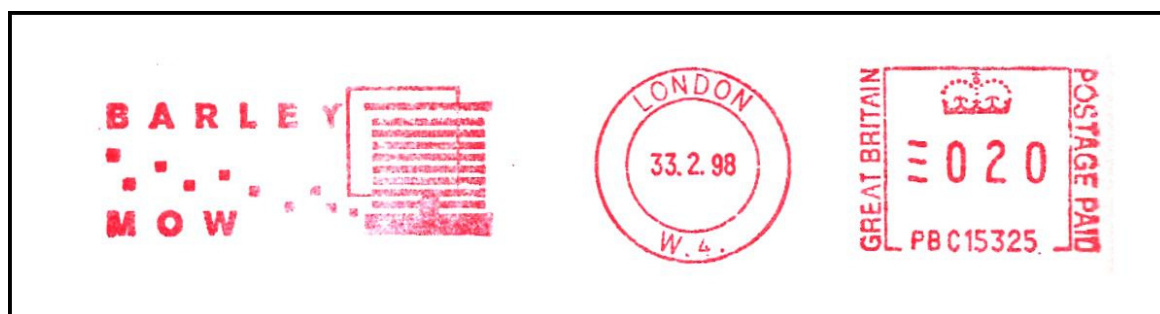 BARLEY
MOW
LONDON
33.2.98
W.4.
GREAT BRITAIN
020
PBC15325
POSTAGE PAID